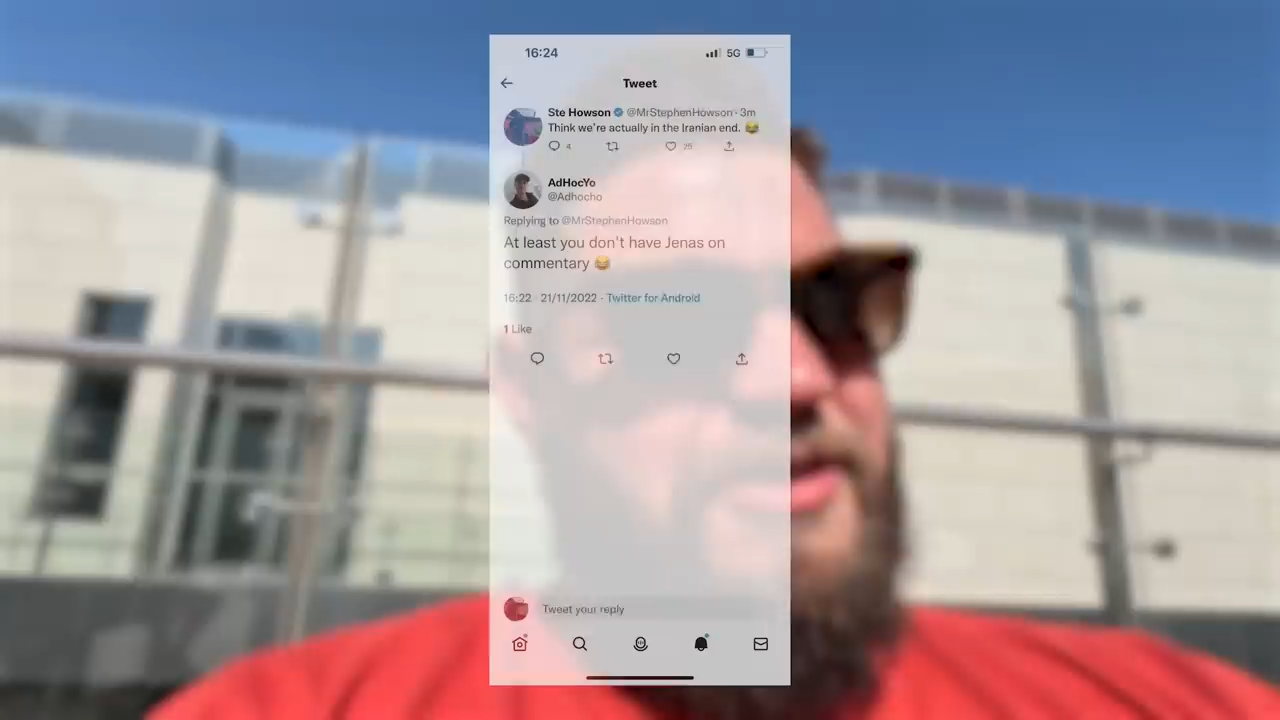 16:24 5G
Tweet
Ste Howson @MrStephenHowson · 3m
Think we're actually in the Iranian end. 😂
4 25
AdHocYo
@Adhocho
Replying to @MrStephenHowson
At least you don't have Jenas on
commentary 😂
16:22 · 21/11/2022 · Twitter for Android
1 Like
Tweet your reply